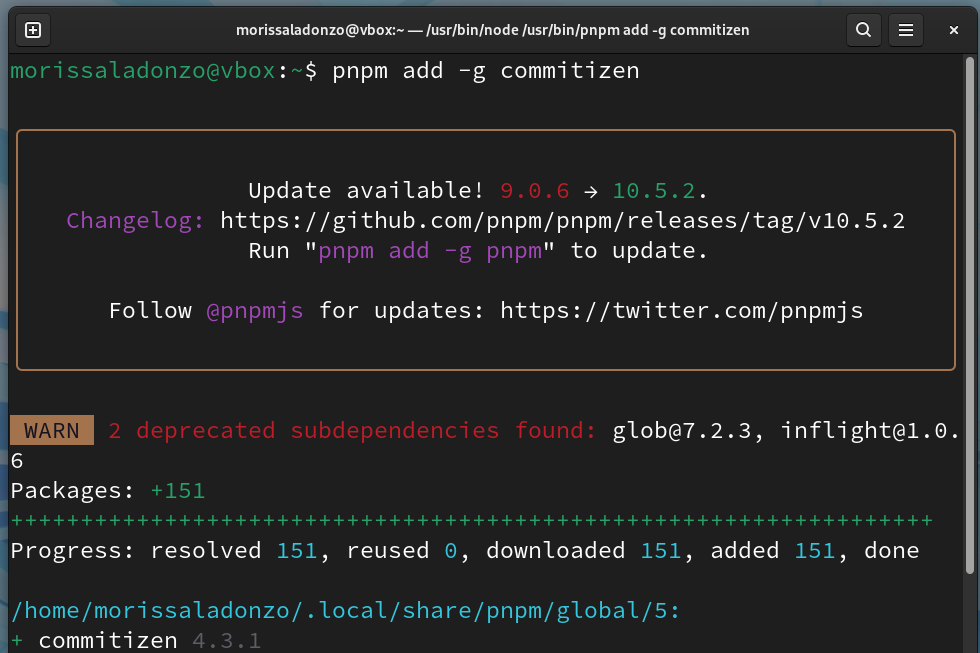 morissaladonzo@vbox:~ — /usr/bin/node /usr/bin/pnpm add -g commitizen
morissaladonzo@vbox:~$ pnpm add -g commitizen
Update available! 9.0.6 → 10.5.2.
Changelog: https://github.com/pnpm/pnpm/releases/tag/v10.5.2
Run "pnpm add -g pnpm" to update.
Follow @pnpmjs for updates: https://twitter.com/pnpmjs
WARN 2 deprecated subdependencies found: glob@7.2.3, inflight@1.0.
6
Packages: +151
++++++++++++++++++++++++++++++++++++++++++++++++++++++++++++++++++
Progress: resolved 151, reused 0, downloaded 151, added 151, done
/home/morissaladonzo/.local/share/pnpm/global/5:
+ commitizen 4.3.1